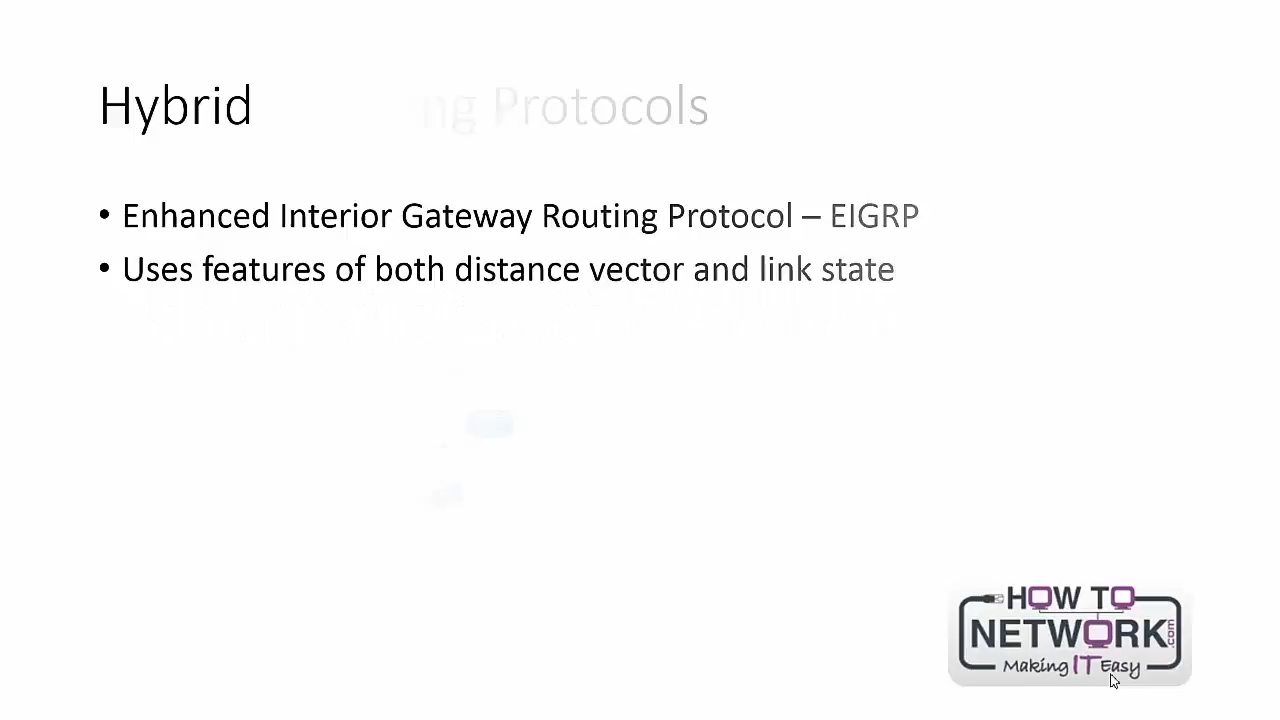 Hybrid ng Protocols
• Enhanced Interior Gateway Routing Protocol – EIGRP
• Uses features of both distance vector and link state
HOW TO
NETWORK.com
Making IT Easy